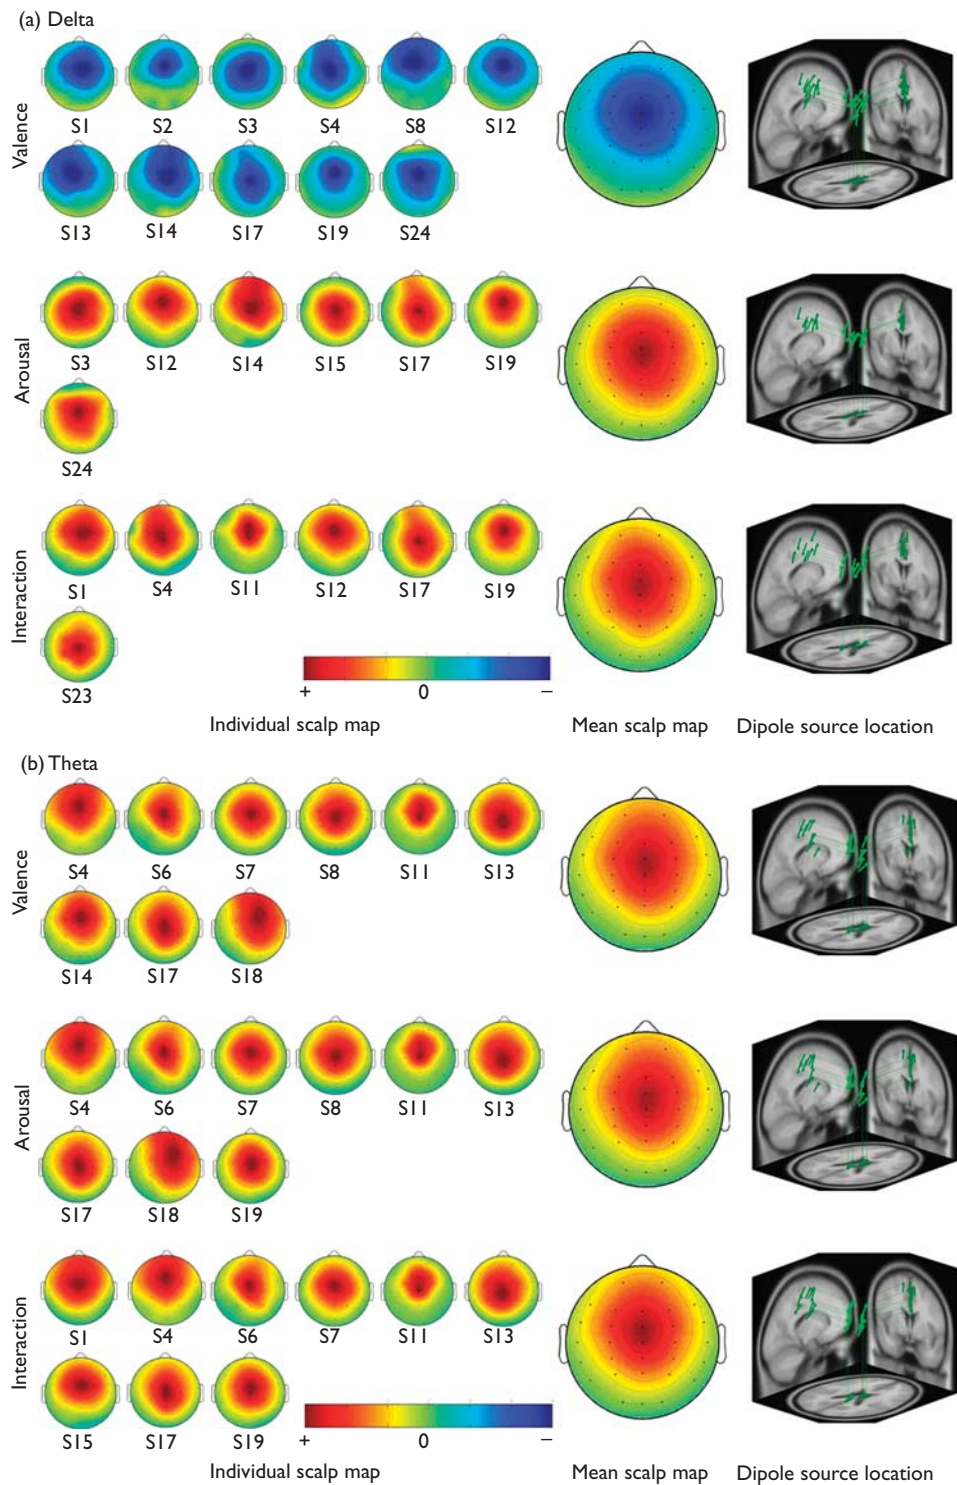 (a) Delta
Valence
S1 S2 S3 S4 S8 S12
S13 S14 S17 S19 S24
Arousal
S3 S12 S14 S15 S17 S19
S24
Interaction
S1 S4 S11 S12 S17 S19
S23
+ 0 –
Individual scalp map Mean scalp map Dipole source location
(b) Theta
Valence
S4 S6 S7 S8 S11 S13
S14 S17 S18
Arousal
S4 S6 S7 S8 S11 S13
S17 S18 S19
Interaction
S1 S4 S6 S7 S11 S13
S15 S17 S19
+ 0 –
Individual scalp map Mean scalp map Dipole source location